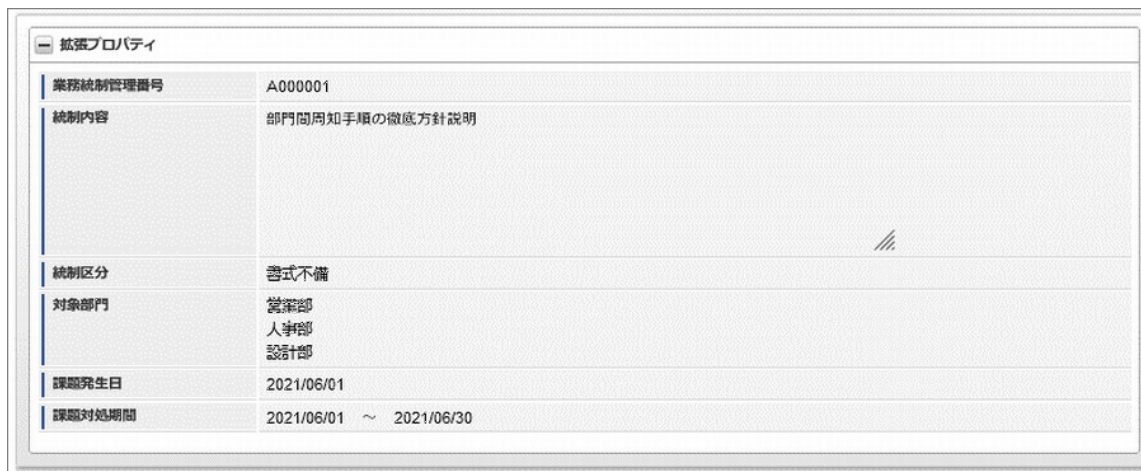 拡張プロパティ
業務統制管理番号 A000001
統制内容 部門間周知手順の徹底方針説明
統制区分 書式不備
対象部門 営業部
人事部
設計部
課題発生日 2021/06/01
課題対処期間 2021/06/01 ～ 2021/06/30